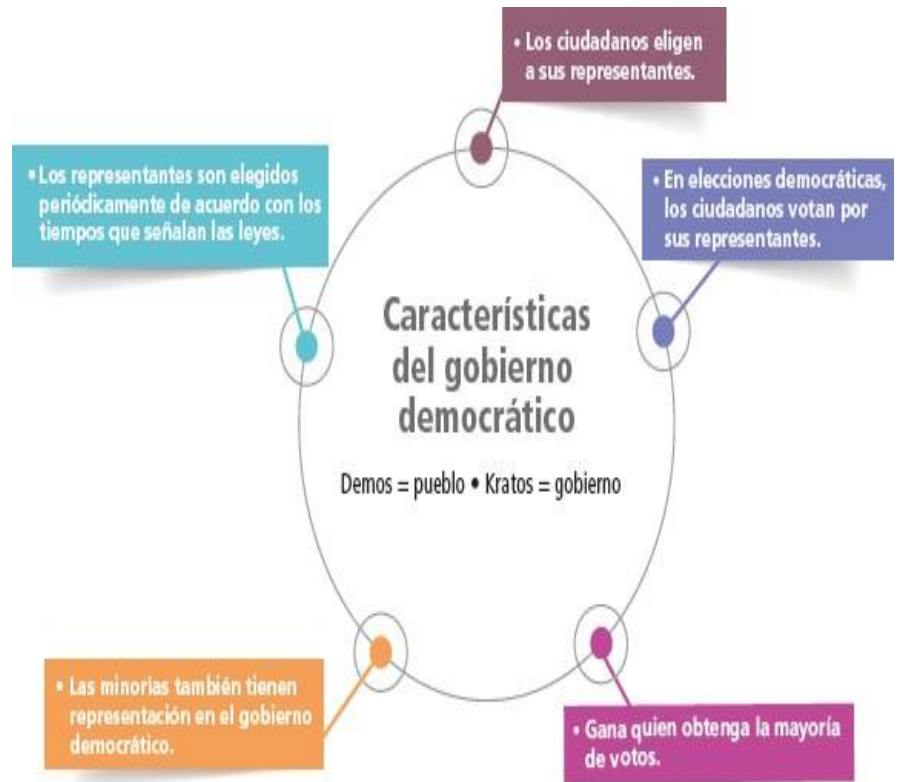 • Los ciudadanos eligen
a sus representantes.
• Los representantes son elegidos
periódicamente de acuerdo con los
tiempos que señalan las leyes.
• En elecciones democráticas,
los ciudadanos votan por
sus representantes.
Características
del gobierno
democrático
Demos = pueblo • Kratos = gobierno
• Las minorías también tienen
representación en el gobierno
democrático.
• Gana quien obtenga la mayoría
de votos.